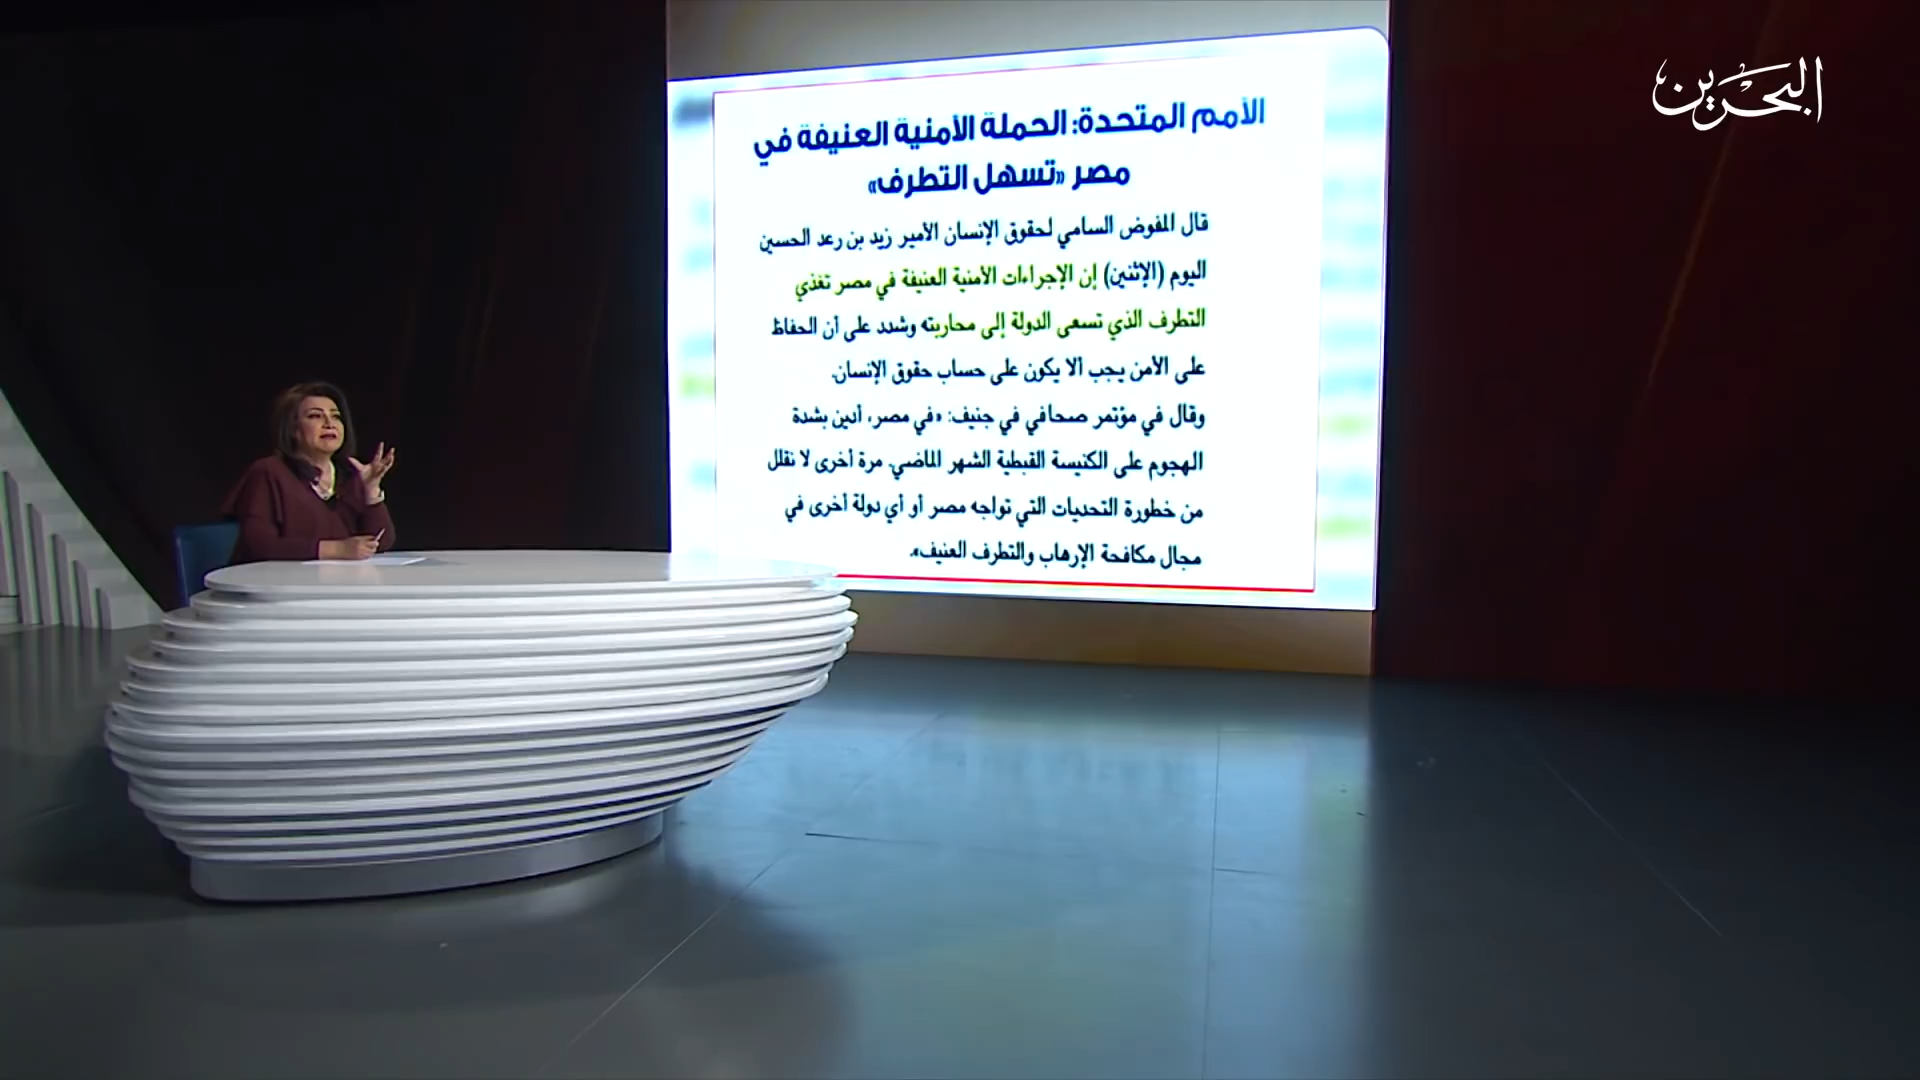 البحرين
الأمم المتحدة: الحملة الأمنية العنيفة في
مصر «تسهل التطرف»
قال المفوض السامي لحقوق الإنسان الأمير زيد بن رعد الحسين
اليوم (الإثنين) إن الإجراءات الأمنية العنيفة في مصر تغذي
التطرف الذي تسعى الدولة إلى محاربته وشدد على أن الحفاظ
على الأمن يجب ألا يكون على حساب حقوق الإنسان.
وقال في مؤتمر صحافي في جنيف: «في مصر، أدين بشدة
الهجوم على الكنيسة القبطية الشهر الماضي. مرة أخرى لا نقلل
من خطورة التحديات التي تواجه مصر أو أي دولة أخرى في
مجال مكافحة الإرهاب والتطرف العنيف».